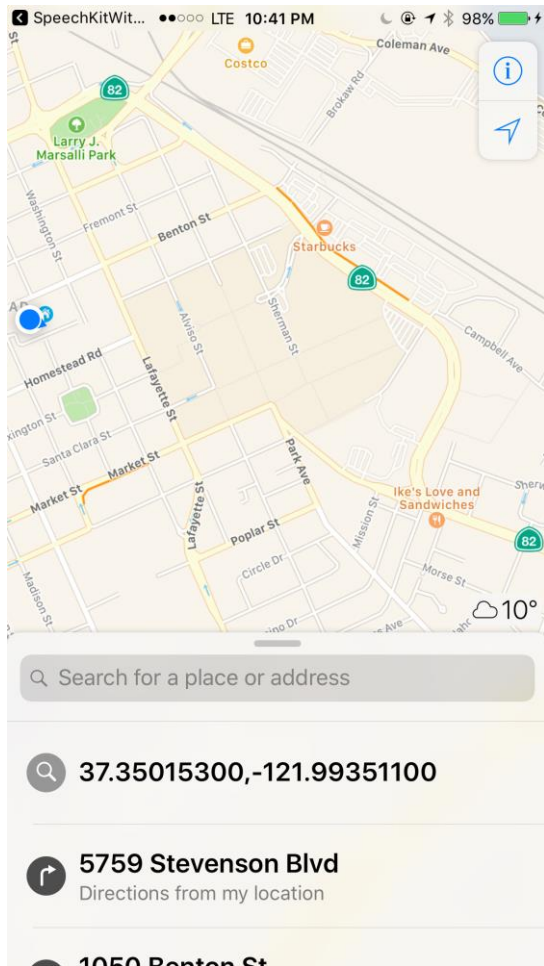 SpeechKitWit... LTE 10:41 PM 98%
Coleman Ave
Costco
Brokaw Rd
82
Larry J.
Marsalli Park
Washington St
Fremont St
Benton St
Starbucks
82
Alviso St
Sherman St
Campbell Ave
Homestead Rd
Lafayette St
Santa Clara St
Market St
Market St
Park Ave
Lafayette St
Ike's Love and
Sandwiches
Mission St
Poplar St
82
Circle Dr
Morse St
Madison St
10°
Search for a place or address
37.35015300,-121.99351100
5759 Stevenson Blvd
Directions from my location
1050 Benton St